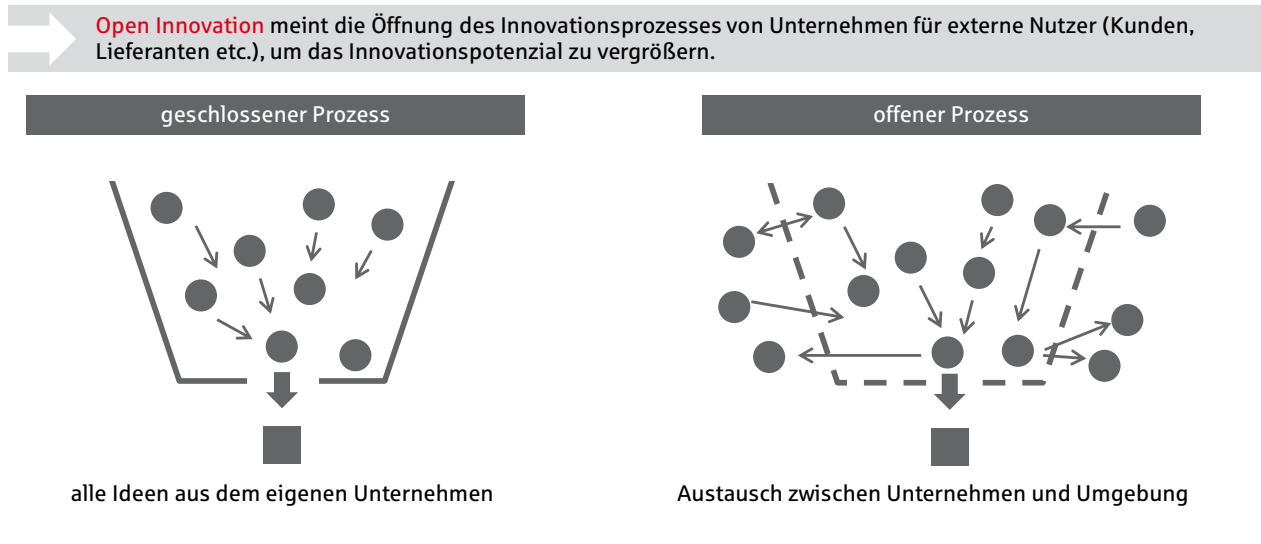 Open Innovation meint die Öffnung des Innovationsprozesses von Unternehmen für externe Nutzer (Kunden,
Lieferanten etc.), um das Innovationspotenzial zu vergrößern.
geschlossener Prozess
offener Prozess
alle Ideen aus dem eigenen Unternehmen
Austausch zwischen Unternehmen und Umgebung